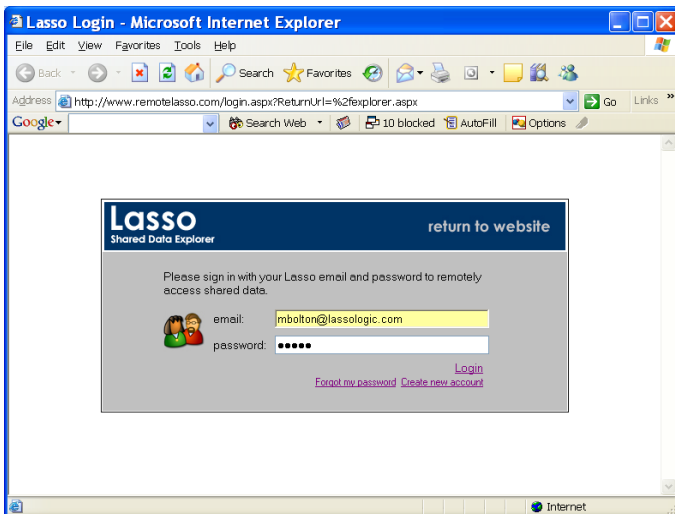 Lasso Login - Microsoft Internet Explorer
File Edit View Favorites Tools Help
Back Search Favorites
Address http://www.remotelasso.com/login.aspx?ReturnUrl=%2fexplorer.aspx Go Links »
Google Search Web 10 blocked AutoFill Options
Lasso
Shared Data Explorer
return to website
Please sign in with your Lasso email and password to remotely
access shared data.
email: mbolton@lassologic.com
password: •••••
Login
Forgot my password Create new account
Internet